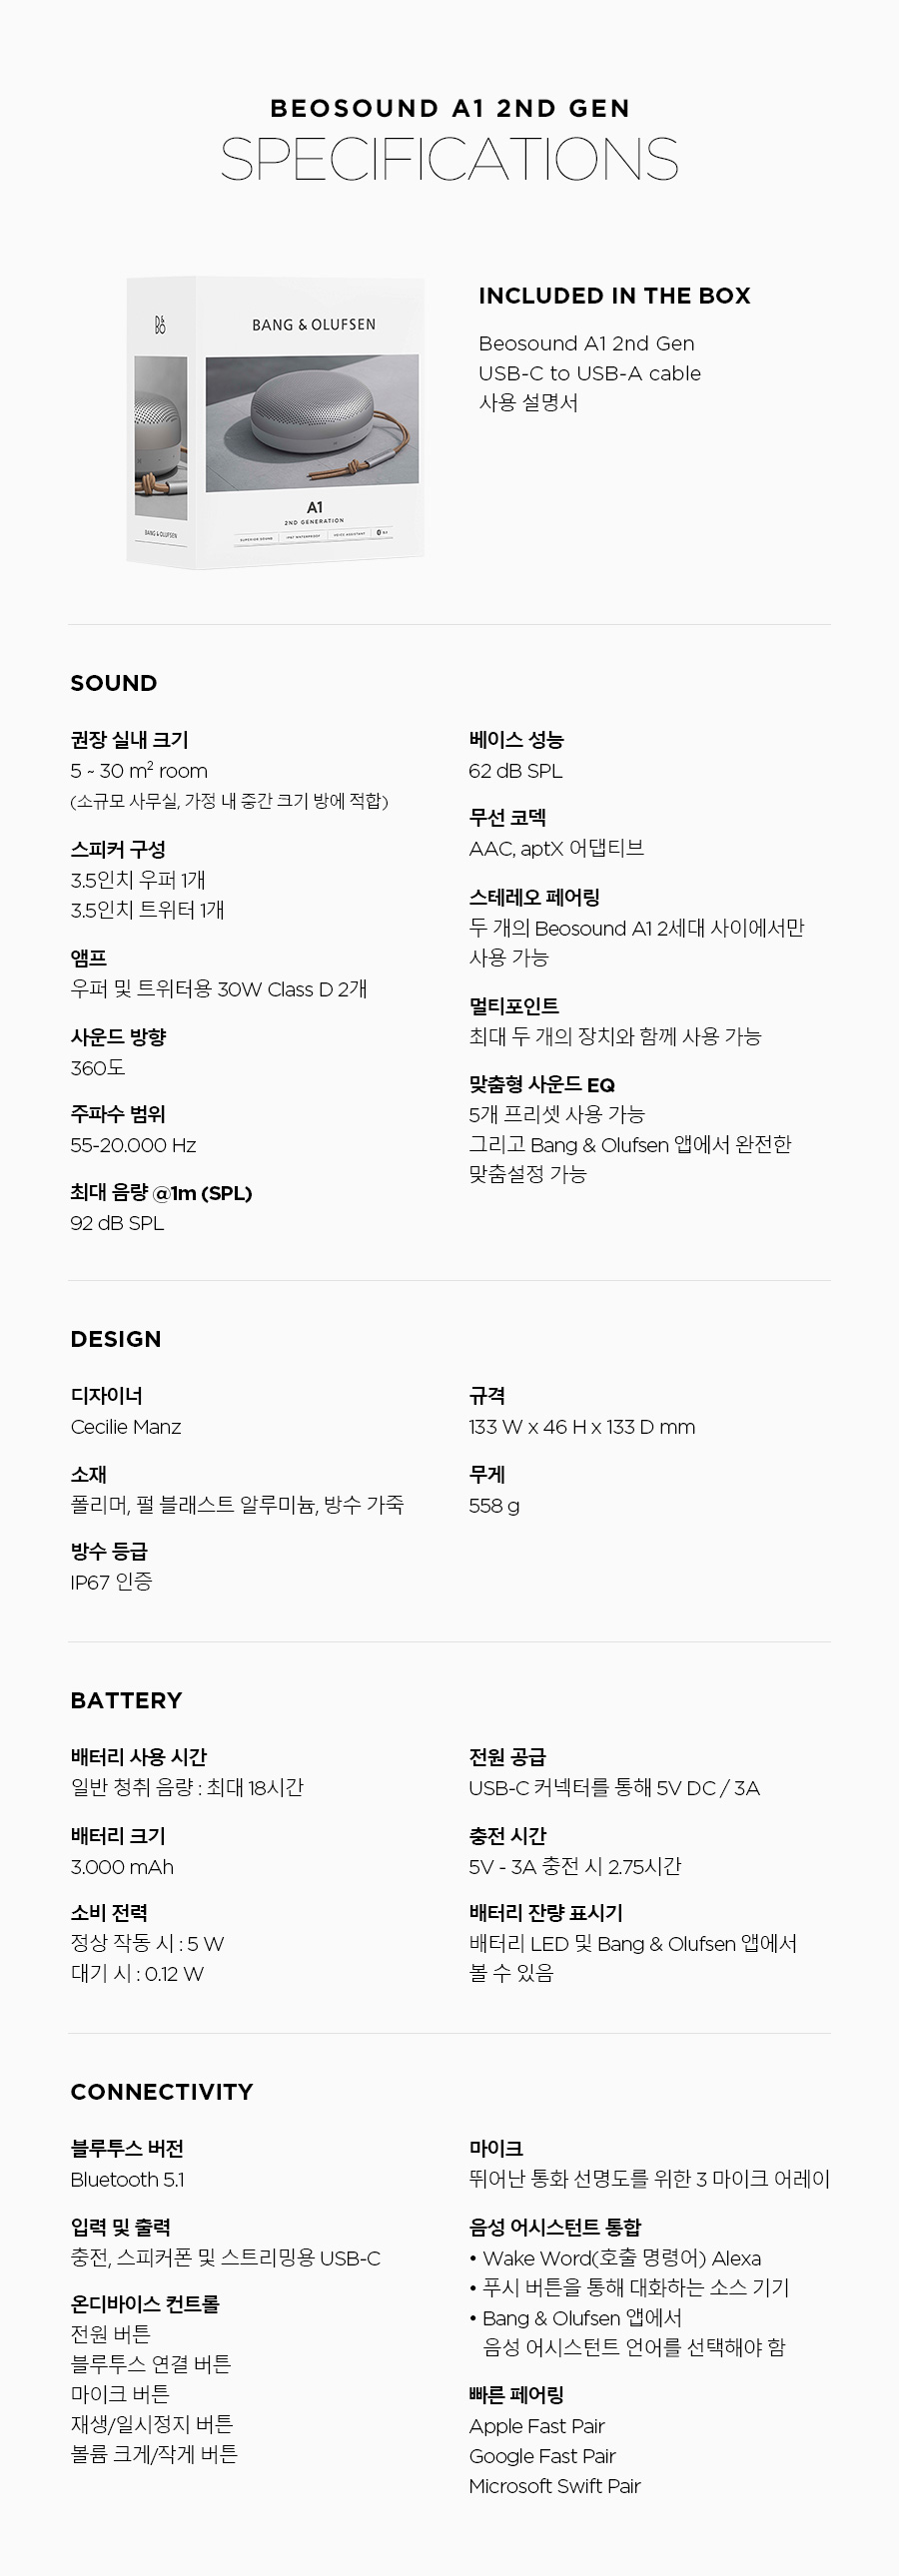 BEOSOUND A1 2ND GEN
SPECIFICATIONS
BANG & OLUFSEN
A1
2ND GENERATION
BANG & OLUFSEN
INCLUDED IN THE BOX
Beosound A1 2nd Gen
USB-C to USB-A cable
사용 설명서
SOUND
권장 실내 크기
5 ~ 30 m² room
(소규모 사무실, 가정 내 중간 크기 방에 적합)
스피커 구성
3.5인치 우퍼 1개
3.5인치 트위터 1개
앰프
우퍼 및 트위터용 30W Class D 2개
사운드 방향
360도
주파수 범위
55-20.000 Hz
최대 음량 @1m (SPL)
92 dB SPL
베이스 성능
62 dB SPL
무선 코덱
AAC, aptX 어댑티브
스테레오 페어링
두 개의 Beosound A1 2세대 사이에서만
사용 가능
멀티포인트
최대 두 개의 장치와 함께 사용 가능
맞춤형 사운드 EQ
5개 프리셋 사용 가능
그리고 Bang & Olufsen 앱에서 완전한
맞춤설정 가능
DESIGN
디자이너
Cecilie Manz
소재
폴리머, 펄 블래스트 알루미늄, 방수 가죽
방수 등급
IP67 인증
규격
133 W x 46 H x 133 D mm
무게
558 g
BATTERY
배터리 사용 시간
일반 청취 음량 : 최대 18시간
배터리 크기
3.000 mAh
소비 전력
정상 작동 시 : 5 W
대기 시 : 0.12 W
전원 공급
USB-C 커넥터를 통해 5V DC / 3A
충전 시간
5V - 3A 충전 시 2.75시간
배터리 잔량 표시기
배터리 LED 및 Bang & Olufsen 앱에서
볼 수 있음
CONNECTIVITY
블루투스 버전
Bluetooth 5.1
입력 및 출력
충전, 스피커폰 및 스트리밍용 USB-C
온디바이스 컨트롤
전원 버튼
블루투스 연결 버튼
마이크 버튼
재생/일시정지 버튼
볼륨 크게/작게 버튼
마이크
뛰어난 통화 선명도를 위한 3 마이크 어레이
음성 어시스턴트 통합
• Wake Word(호출 명령어) Alexa
• 푸시 버튼을 통해 대화하는 소스 기기
• Bang & Olufsen 앱에서
음성 어시스턴트 언어를 선택해야 함
빠른 페어링
Apple Fast Pair
Google Fast Pair
Microsoft Swift Pair